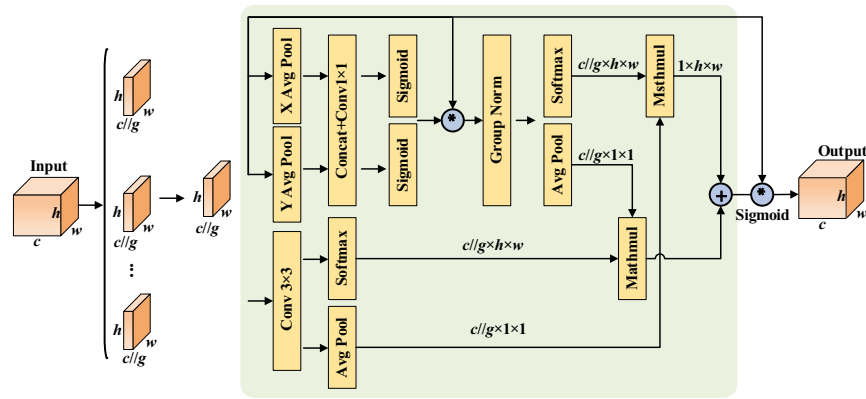 Input
h
w
c
h
w
c//g
h
w
c//g
⋮
h
w
c//g
h
w
c//g
X Avg Pool
Y Avg Pool
Concat+Conv1×1
Sigmoid
Sigmoid
*
Group Norm
Softmax
Avg Pool
c//g×h×w
c//g×1×1
Msthmul
1×h×w
Conv 3×3
Softmax
Avg Pool
c//g×h×w
c//g×1×1
Mathmul
+
*
Sigmoid
Output
h
w
c